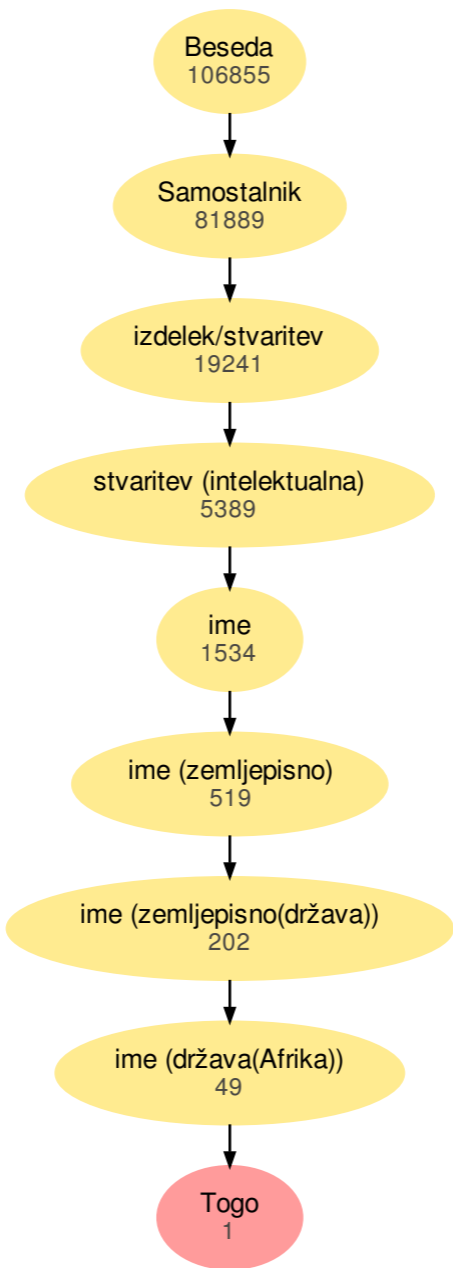 Beseda
106855
Samostalnik
81889
izdelek/stvaritev
19241
stvaritev (intelektualna)
5389
ime
1534
ime (zemljepisno)
519
ime (zemljepisno(država))
202
ime (država(Afrika))
49
Togo
1